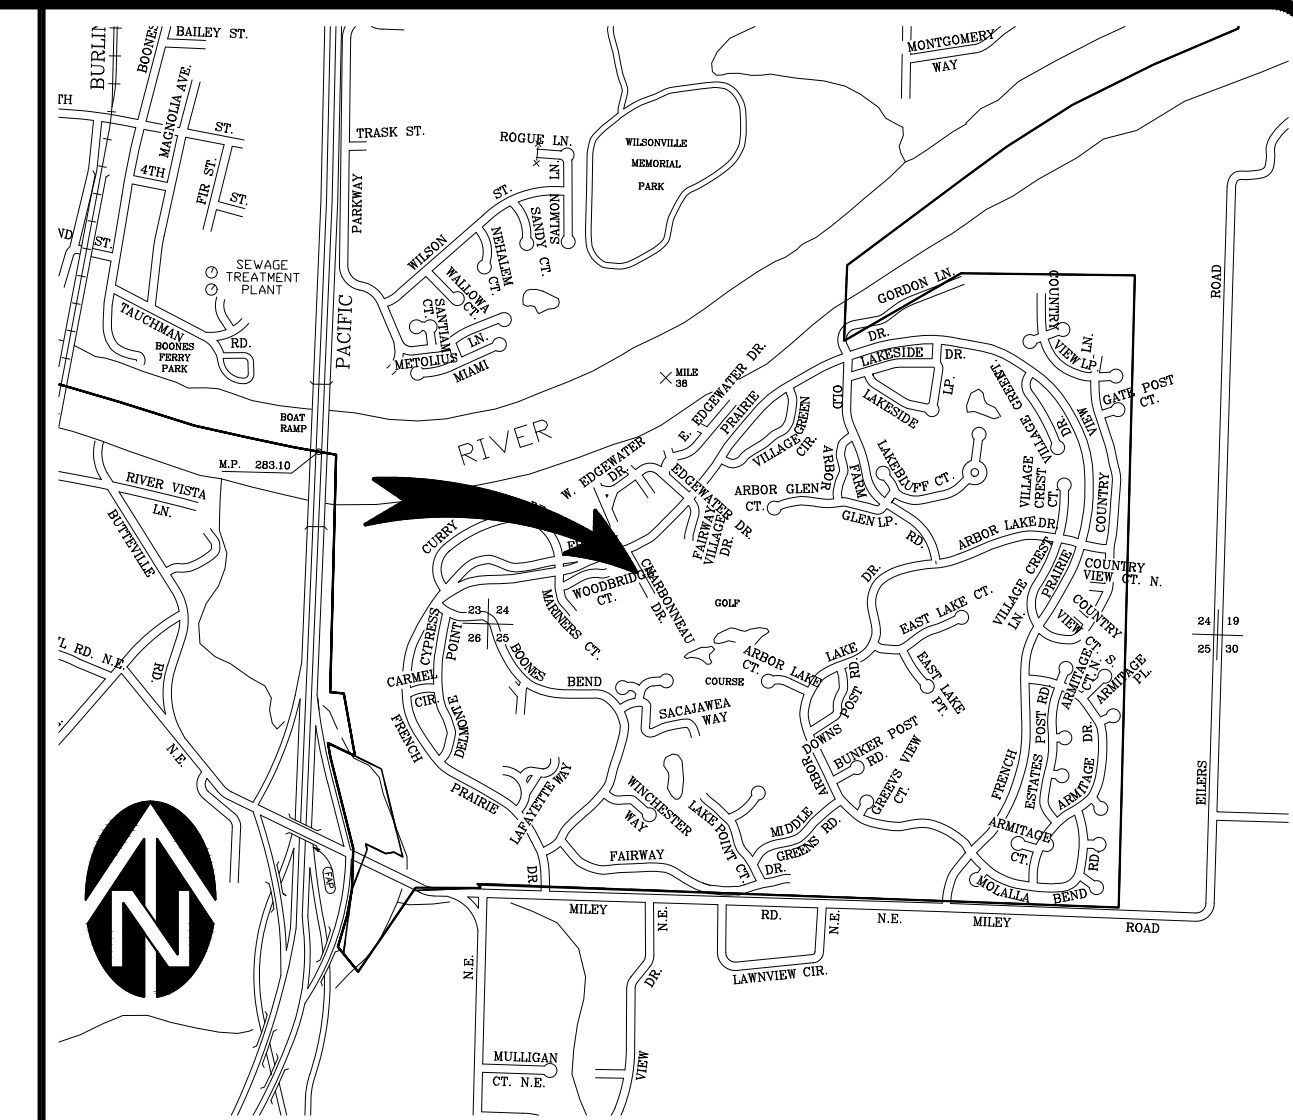 BURLIN
BOONES
BAILEY ST.
MAGNOLIA AVE.
TH
ST.
4TH
FIR ST.
ST.
ND
ST.
SEWAGE
TREATMENT
PLANT
TAUCHMAN
RD.
BOONES
FERRY
PARK
TRASK ST.
PARKWAY
PACIFIC
ROGUE LN.
SALMON
LN.
SANDY CT.
NEHALEM
CT.
WILSON
ST.
WALLOWA
CT.
SANTIAM
CT.
METOLIUS
LN.
MIAMI
WILSONVILLE
MEMORIAL
PARK
MONTGOMERY
WAY
BOAT
RAMP
M.P. 283.10
RIVER
MILE
38
RIVER VISTA
LN.
BUTTEVILLE
RD.
'L RD. N.E.
N.E.
FAP
N
GORDON LN.
DR.
LAKESIDE
DR.
LP.
LAKESIDE
OLD
FARM
RD.
COUNTRY
VIEW LP.
LN.
GATE POST
CT.
VILLAGE GREEN
CIR.
VILLAGE
DR.
COUNTRY
VIEW
E. EDGEWATER DR.
PRAIRIE
W. EDGEWATER
DR.
EDGEWATER DR.
FAIRWAY
VILLAGE
DR.
ARBOR GLEN
CT.
ARBOR
GLEN LP.
LAKEBLUFF CT.
VILLAGE
CREST
CT.
ARBOR LAKE DR.
CURRY
WOODBRIDGE
CT.
CHARBONNEAU
DR.
MARINERS CT.
GOLF
COURSE
DR.
LAKE
EAST LAKE CT.
EAST LAKE
PT.
VILLAGE CREST
LN.
PRAIRIE
COUNTRY
VIEW CT. N.
COUNTRY
VIEW CT. S.
23
24
26
25
24
19
25
30
CYPRESS
POINT
BOONES
BEND
CARMEL
CIR.
DELMONTE
FRENCH
PRAIRIE
DR.
SACAJAWEA
WAY
ARBOR LAKE
CT.
DOWNS POST
RD.
ARBOR
BUNKER POST
RD.
GREENS VIEW
CT.
MIDDLE
GREENS RD.
LAKE POINT CT.
DR.
WINCHESTER
WAY
LAFAYETTE WAY
FAIRWAY
FRENCH
ESTATES POST RD
ARMITAGE
CT. N.
ARMITAGE
PL.
ARMITAGE
DR.
ARMITAGE
CT.
MOLALLA
BEND
RD
ROAD
EILERS
MILEY
RD.
N.E.
MILEY
ROAD
N.E.
N.E.
LAWNVIEW CIR.
N.E.
DR.
VIEW
MULLIGAN
CT. N.E.